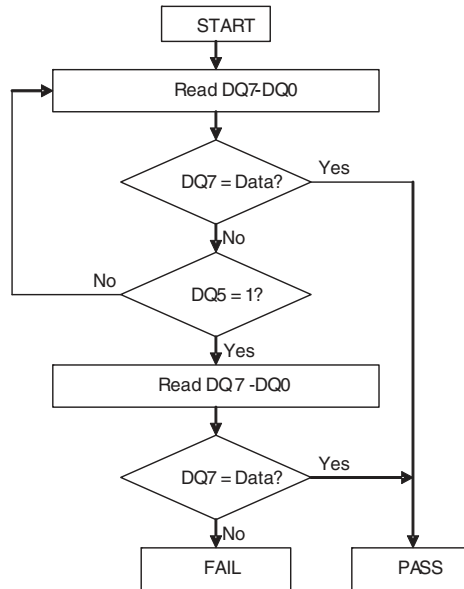 START
Read DQ7-DQ0
DQ7 = Data?
Yes
No
No
DQ5 = 1?
Yes
Read DQ 7 -DQ0
DQ7 = Data?
Yes
No
FAIL
PASS